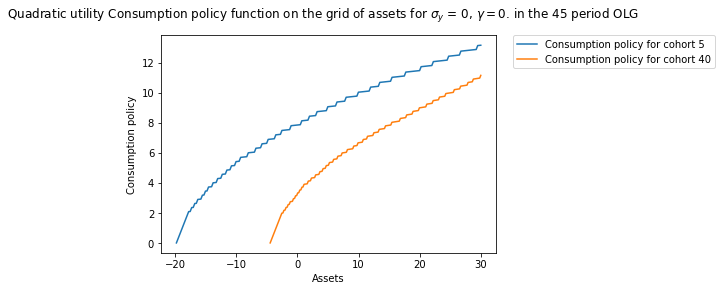 Quadratic utility Consumption policy function on the grid of assets for σ_y = 0, γ = 0. in the 45 period OLG
Consumption policy for cohort 5
Consumption policy for cohort 40
12
10
8
6
4
2
0
Consumption policy
−20
−10
0
10
20
30
Assets